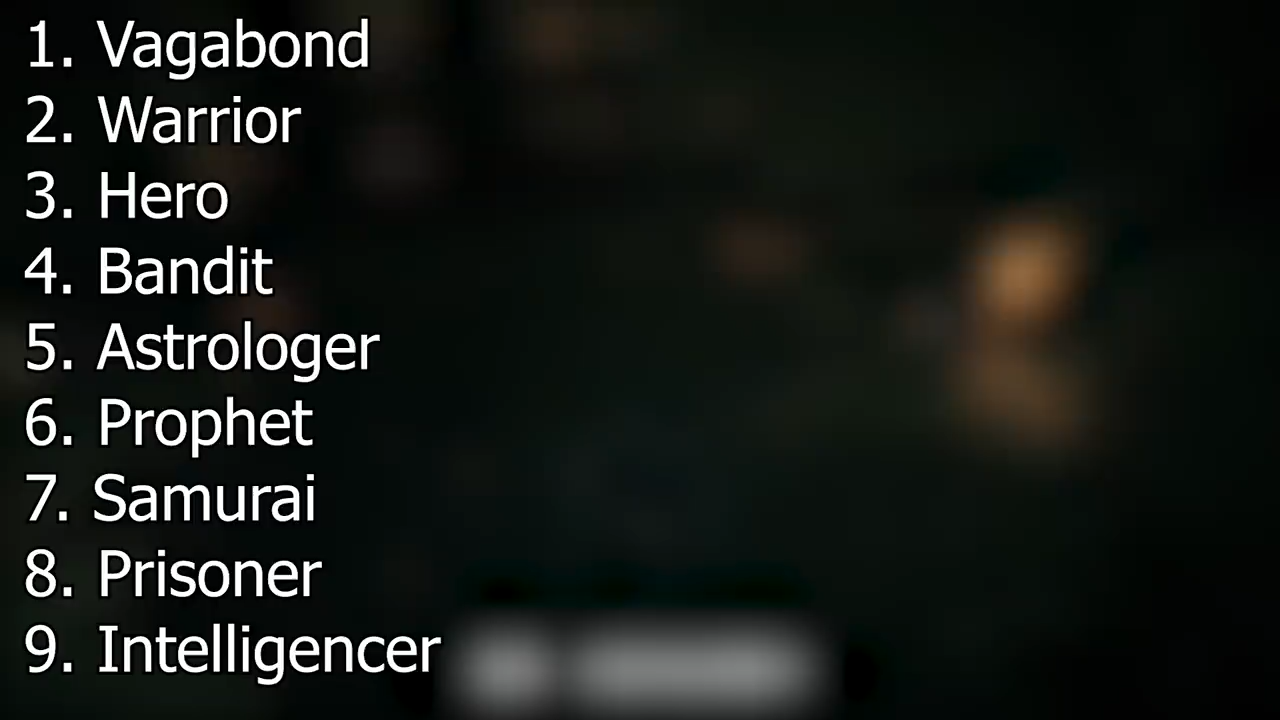 1. Vagabond
2. Warrior
3. Hero
4. Bandit
5. Astrologer
6. Prophet
7. Samurai
8. Prisoner
9. Intelligencer